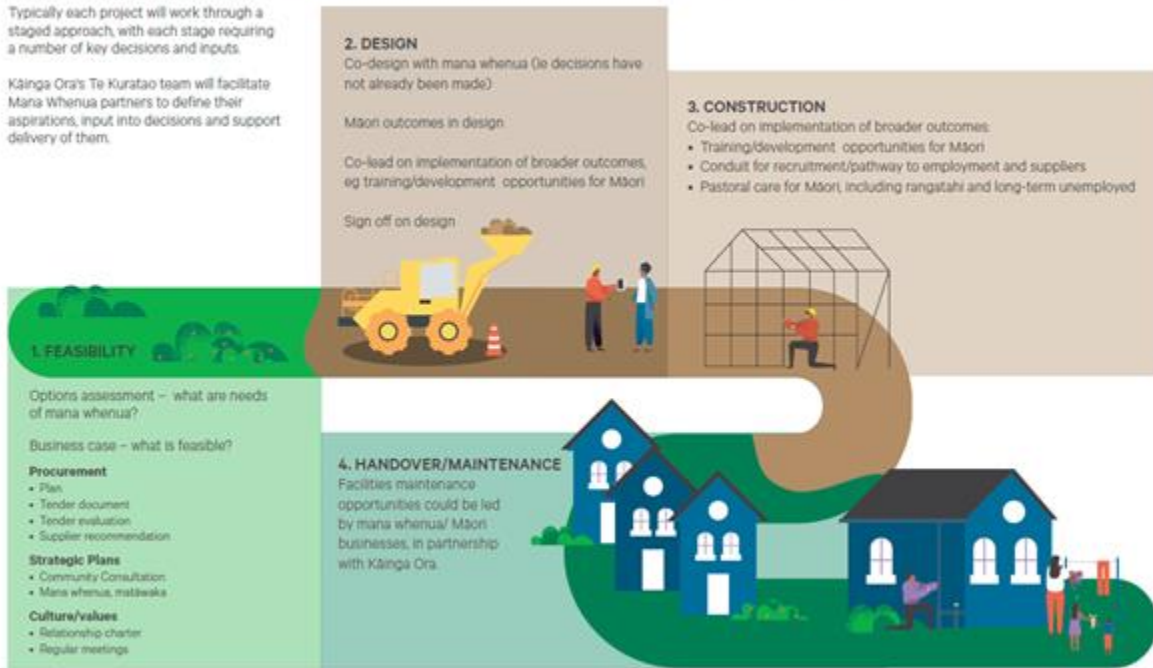 Typically each project will work through a
staged approach, with each stage requiring
a number of key decisions and inputs.
Kāinga Ora's Te Kuratao team will facilitate
Mana Whenua partners to define their
aspirations, input into decisions and support
delivery of them.
1. FEASIBILITY
Options assessment – what are needs
of mana whenua?
Business case – what is feasible?
Procurement
• Plan
• Tender document
• Tender evaluation
• Supplier recommendation
Strategic Plans
• Community Consultation
• Mana whenua, matāwaka
Culture/values
• Relationship charter
• Regular meetings
2. DESIGN
Co-design with mana whenua (ie decisions have
not already been made)
Māori outcomes in design
Co-lead on implementation of broader outcomes,
eg training/development opportunities for Māori
Sign off on design
3. CONSTRUCTION
Co-lead on implementation of broader outcomes:
• Training/development opportunities for Māori
• Conduit for recruitment/pathway to employment and suppliers
• Pastoral care for Māori, including rangatahi and long-term unemployed
4. HANDOVER/MAINTENANCE
Facilities maintenance
opportunities could be led
by mana whenua/ Māori
businesses, in partnership
with Kāinga Ora.